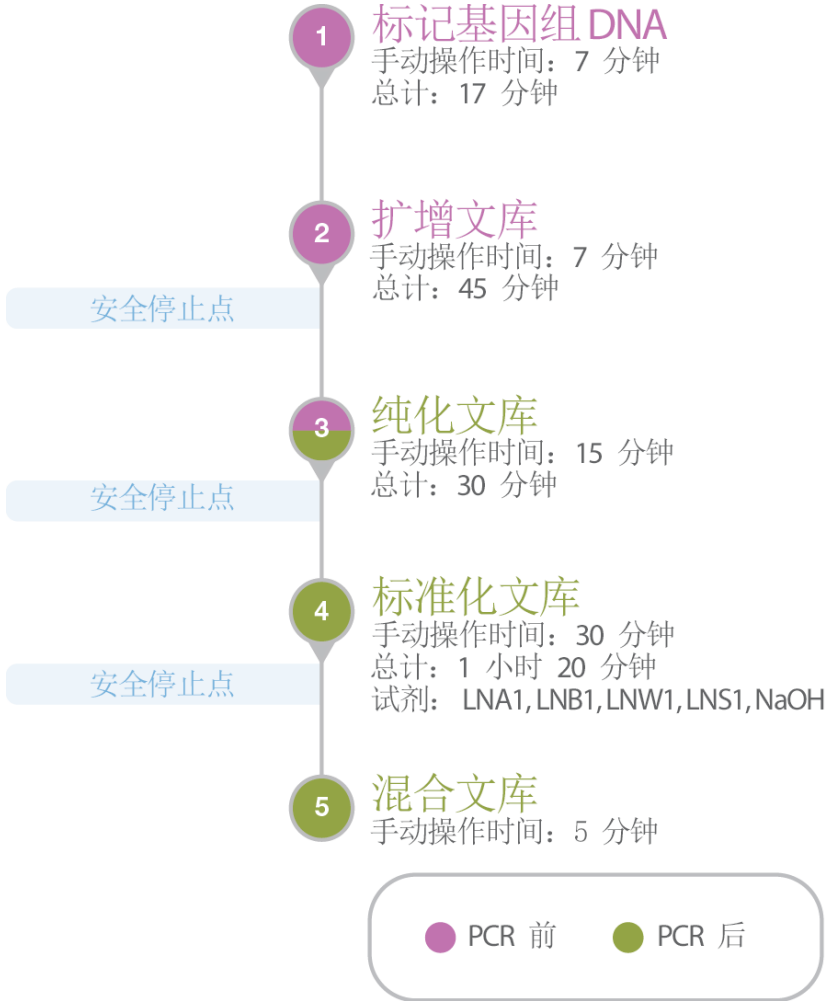 1
标记基因组 DNA
手动操作时间：7 分钟
总计：17 分钟
2
扩增文库
手动操作时间：7 分钟
总计：45 分钟
安全停止点
3
纯化文库
手动操作时间：15 分钟
总计：30 分钟
安全停止点
4
标准化文库
手动操作时间：30 分钟
总计：1 小时 20 分钟
试剂： LNA1, LNB1, LNW1, LNS1, NaOH
安全停止点
5
混合文库
手动操作时间：5 分钟
PCR 前
PCR 后